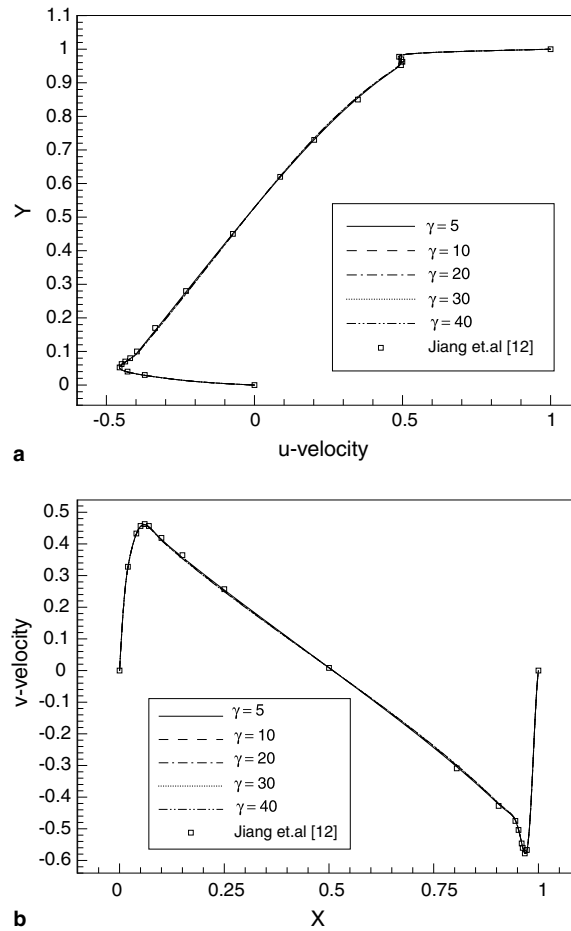 1.1
1
0.9
0.8
0.7
0.6
0.5
0.4
0.3
0.2
0.1
0
Y
γ = 5
γ = 10
γ = 20
γ = 30
γ = 40
Jiang et.al [12]
-0.5
0
0.5
1
u-velocity
a
0.5
0.4
0.3
0.2
0.1
0
-0.1
-0.2
-0.3
-0.4
-0.5
-0.6
v-velocity
γ = 5
γ = 10
γ = 20
γ = 30
γ = 40
Jiang et.al [12]
0
0.25
0.5
0.75
1
X
b